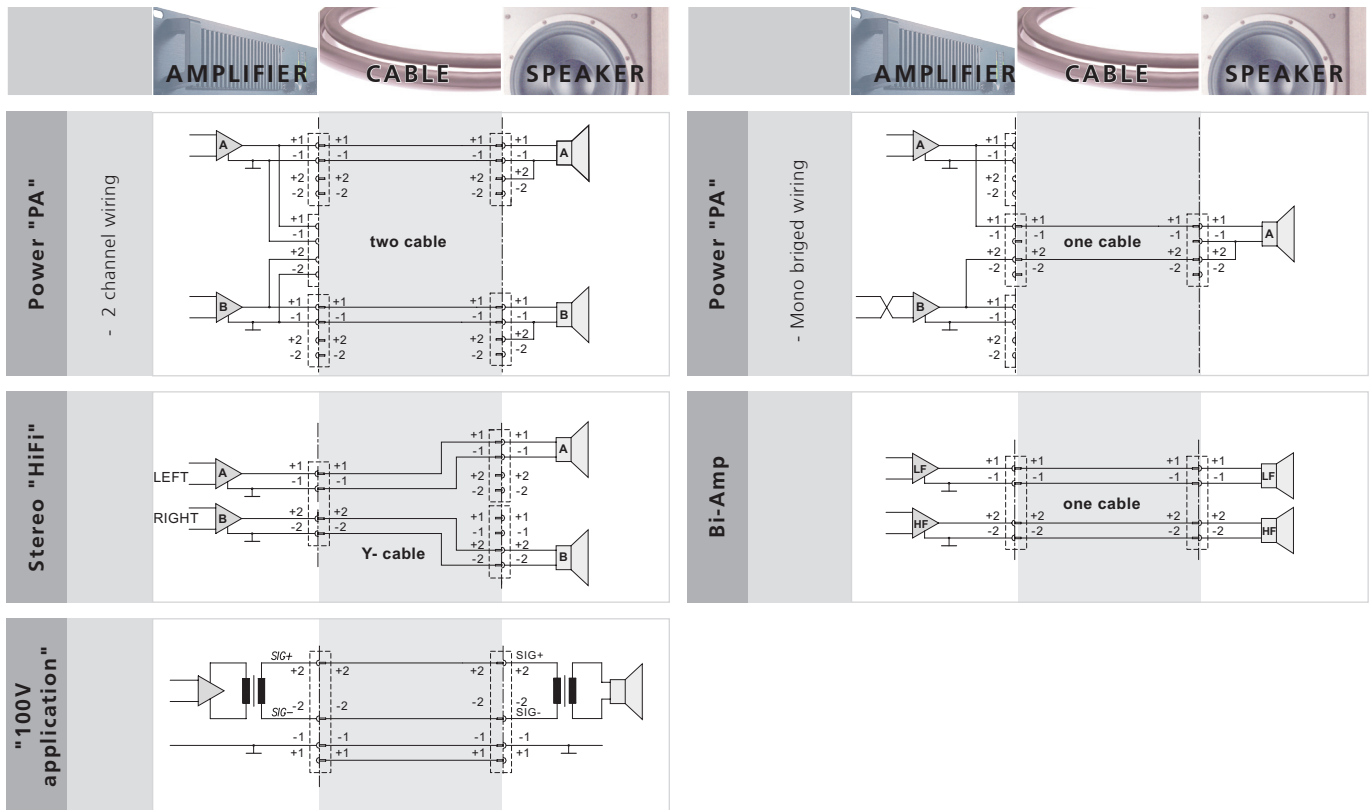 AMPLIFIER CABLE SPEAKER
AMPLIFIER CABLE SPEAKER
Power "PA"
- 2 channel wiring
A
+1 +1 +1 +1
-1 -1 -1 -1
A
+2 +2 +2 +2
-2 -2 -2 -2
+1
-1
two cable
+2
-2
B
+1 +1 +1 +1
-1 -1 -1 -1
B
+2 +2 +2 +2
-2 -2 -2 -2
Power "PA"
- Mono briged wiring
A
+1
-1
+2
-2
+1 +1 +1 +1
-1 -1 one cable -1 -1
A
+2 +2 +2 +2
-2 -2 -2 -2
B
+1
-1
+2
-2
Stereo "HiFi"
LEFT
A
+1 +1
-1 -1
RIGHT
B
+2 +2
-2 -2
Y- cable
+1 +1
-1 -1
A
+2 +2
-2 -2
+1 +1
-1 -1
+2 +2
B
-2 -2
Bi-Amp
LF
+1 +1 +1 +1
-1 -1 -1 -1
LF
one cable
HF
+2 +2 +2 +2
-2 -2 -2 -2
HF
"100V
application"
SIG+ SIG+
+2 +2 +2 +2
-2 -2 -2 -2
SIG- SIG-
-1 -1 -1 -1
+1 +1 +1 +1